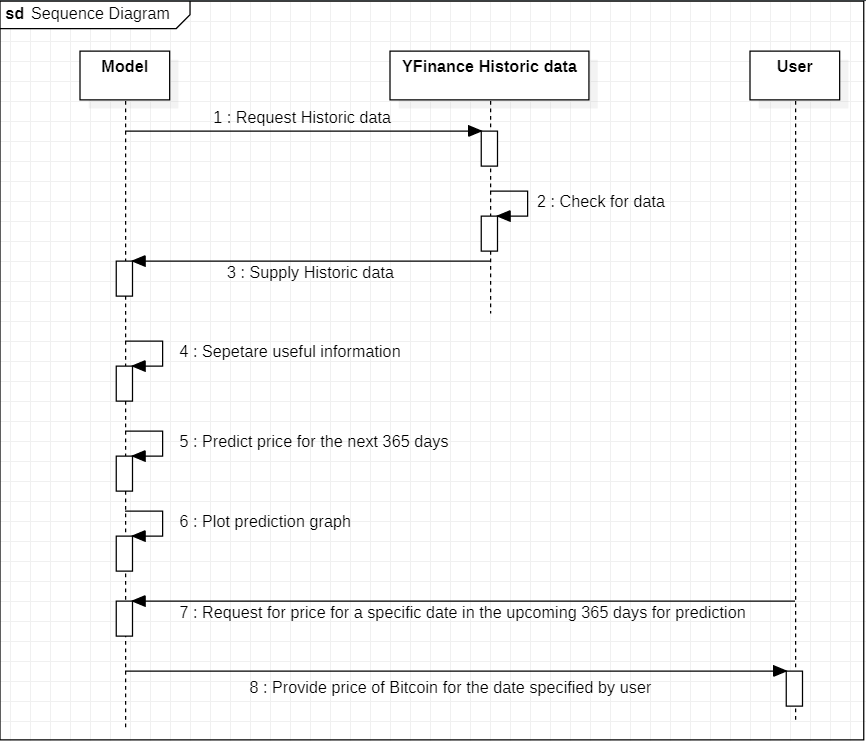 sd Sequence Diagram
Model
YFinance Historic data
User
1 : Request Historic data
2 : Check for data
3 : Supply Historic data
4 : Sepetare useful information
5 : Predict price for the next 365 days
6 : Plot prediction graph
7 : Request for price for a specific date in the upcoming 365 days for prediction
8 : Provide price of Bitcoin for the date specified by user